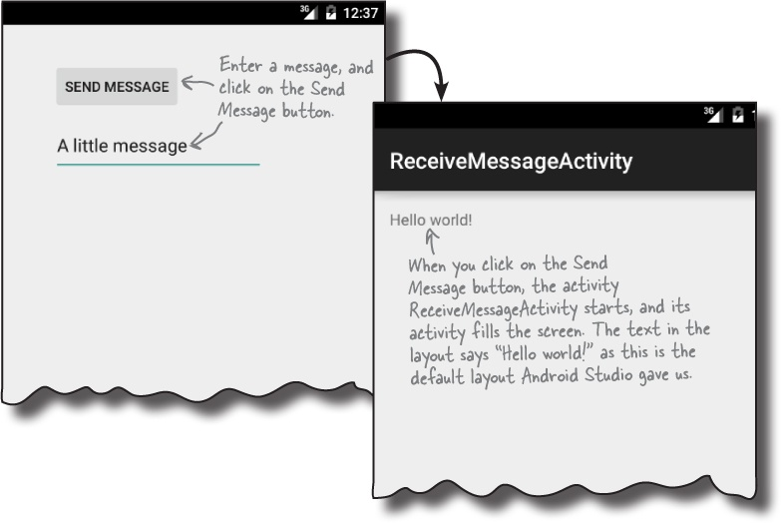 3G 12:37
SEND MESSAGE
Enter a message, and
click on the Send
Message button.
A little message
3G
ReceiveMessageActivity
Hello world!
When you click on the Send
Message button, the activity
ReceiveMessageActivity starts, and its
activity fills the screen. The text in the
layout says “Hello world!” as this is the
default layout Android Studio gave us.